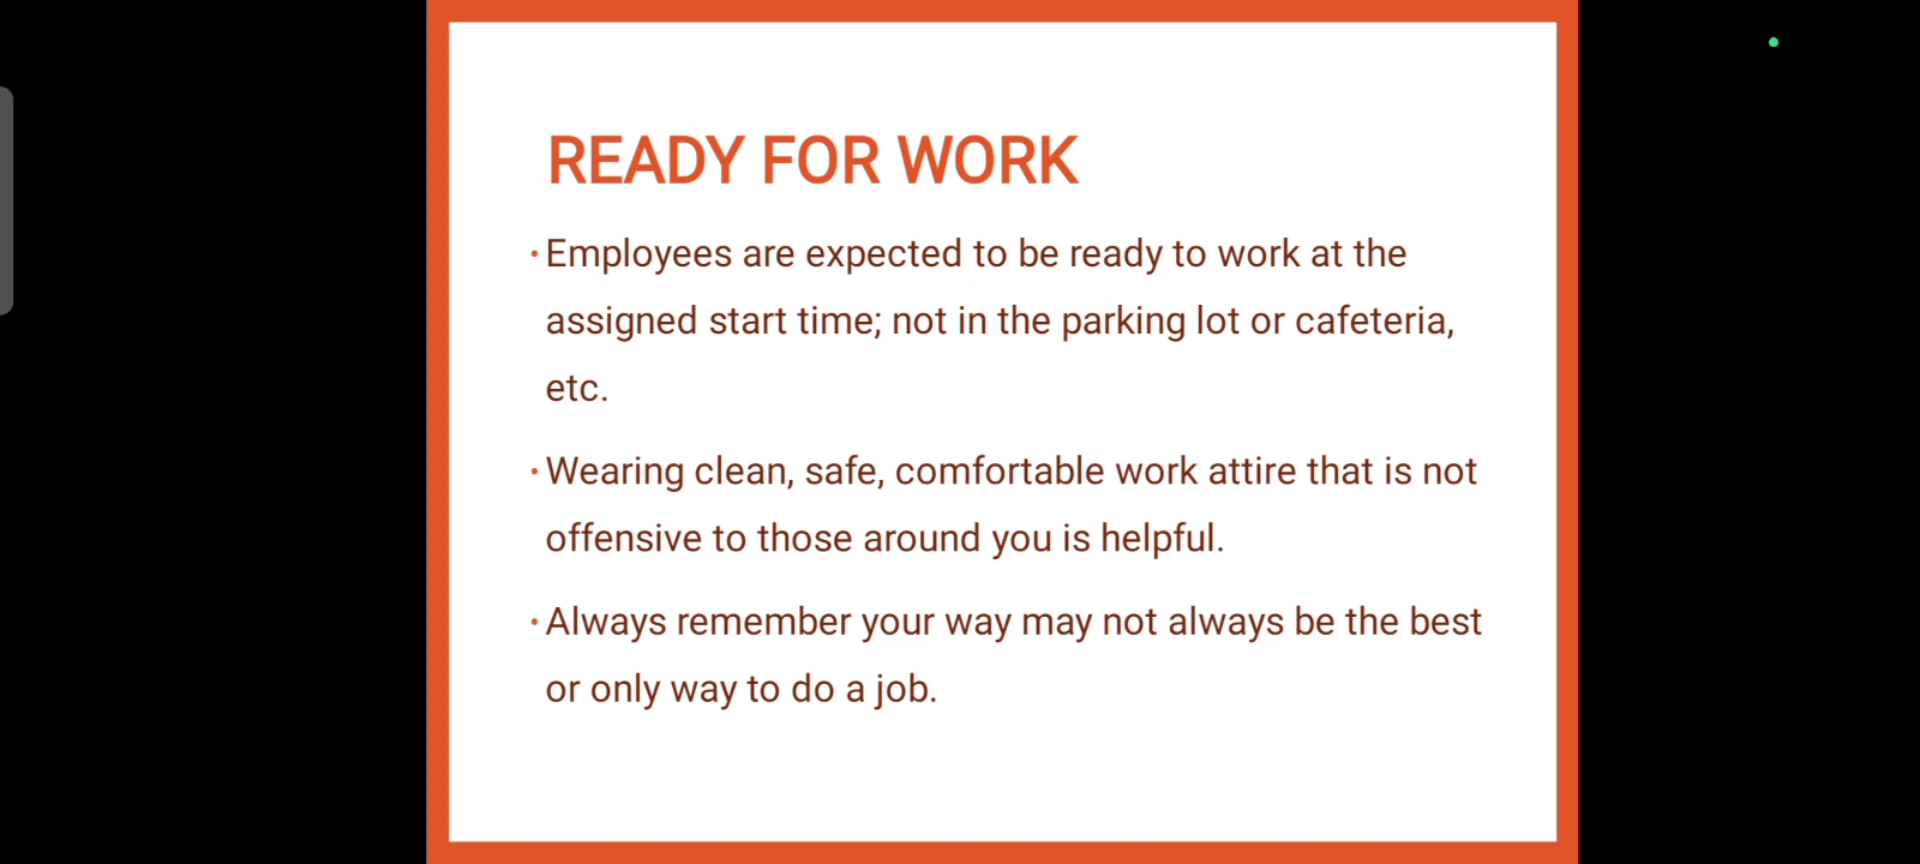 READY FOR WORK
· Employees are expected to be ready to work at the
assigned start time; not in the parking lot or cafeteria,
etc.
· Wearing clean, safe, comfortable work attire that is not
offensive to those around you is helpful.
· Always remember your way may not always be the best
or only way to do a job.